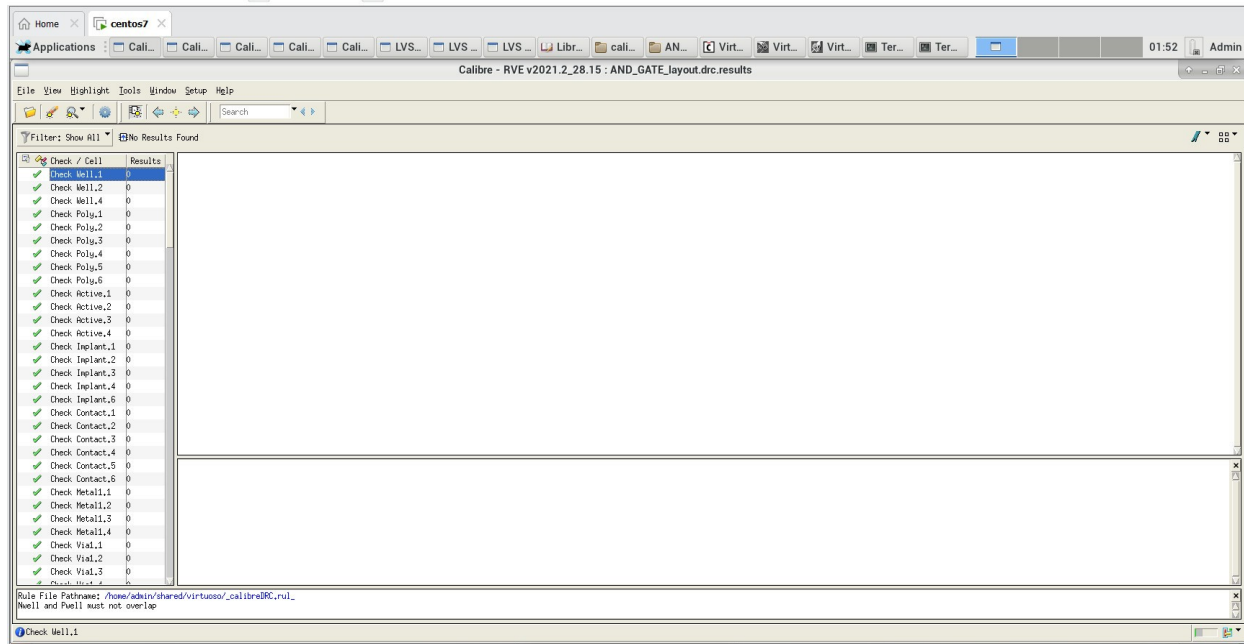 Home
centos7
Applications Cali... Cali... Cali... Cali... Cali... LVS... LVS ... LVS ... Libr... cali... AN... Virt... Virt... Virt... Ter... Ter... 01:52 Admin
Calibre - RVE v2021.2_28.15 : AND_GATE_layout.drc.results
File View Highlight Tools Window Setup Help
Search
Filter: Show All No Results Found
Check / Cell Results
Check Well.1 0
Check Well.2 0
Check Well.4 0
Check Poly.1 0
Check Poly.2 0
Check Poly.3 0
Check Poly.4 0
Check Poly.5 0
Check Poly.6 0
Check Active.1 0
Check Active.2 0
Check Active.3 0
Check Active.4 0
Check Implant.1 0
Check Implant.2 0
Check Implant.3 0
Check Implant.4 0
Check Implant.6 0
Check Contact.1 0
Check Contact.2 0
Check Contact.3 0
Check Contact.4 0
Check Contact.5 0
Check Contact.6 0
Check Metal1.1 0
Check Metal1.2 0
Check Metal1.3 0
Check Metal1.4 0
Check Via1.1 0
Check Via1.2 0
Check Via1.3 0
Rule File Pathname: /home/admin/shared/virtuoso/_calibreDRC.rul_
Nwell and Pwell must not overlap
Check Well.1